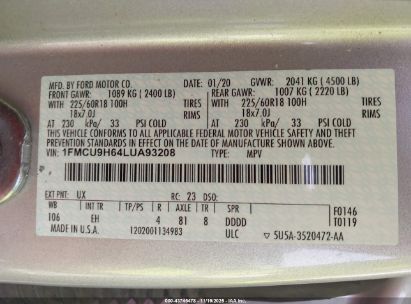 MFD. BY FORD MOTOR CO. 01/20 GVWR: 2041 KG ( 4500 LB)
FRONT GAWR: 1089 KG ( 2400 LB) REAR GAWR: 1007 KG ( 2220 LB)
WITH 225/60R18 100H TIRES WITH 225/60R18 100H TIRES
18x7.0J RIMS 18x7.0J RIMS
AT 230 kPa/ 33 PSI COLD AT 230 kPa/ 33 PSI COLD
THIS VEHICLE CONFORMS TO ALL APPLICABLE FEDERAL MOTOR VEHICLE SAFETY AND THEFT
PREVENTION STANDARDS IN EFFECT ON THE DATE OF MANUFACTURE SHOWN ABOVE.
VIN: 1FMCU9H64LUA93208 TYPE: MPV
EXT PNT: UX RC: 23 DSO:
WB INT TR TP/PS R AXLE TR SPR F0146
106 EH 4 81 8 DDDD T0119
MADE IN U.S.A. 1202001134983 ULC 5U5A-3520472-AA